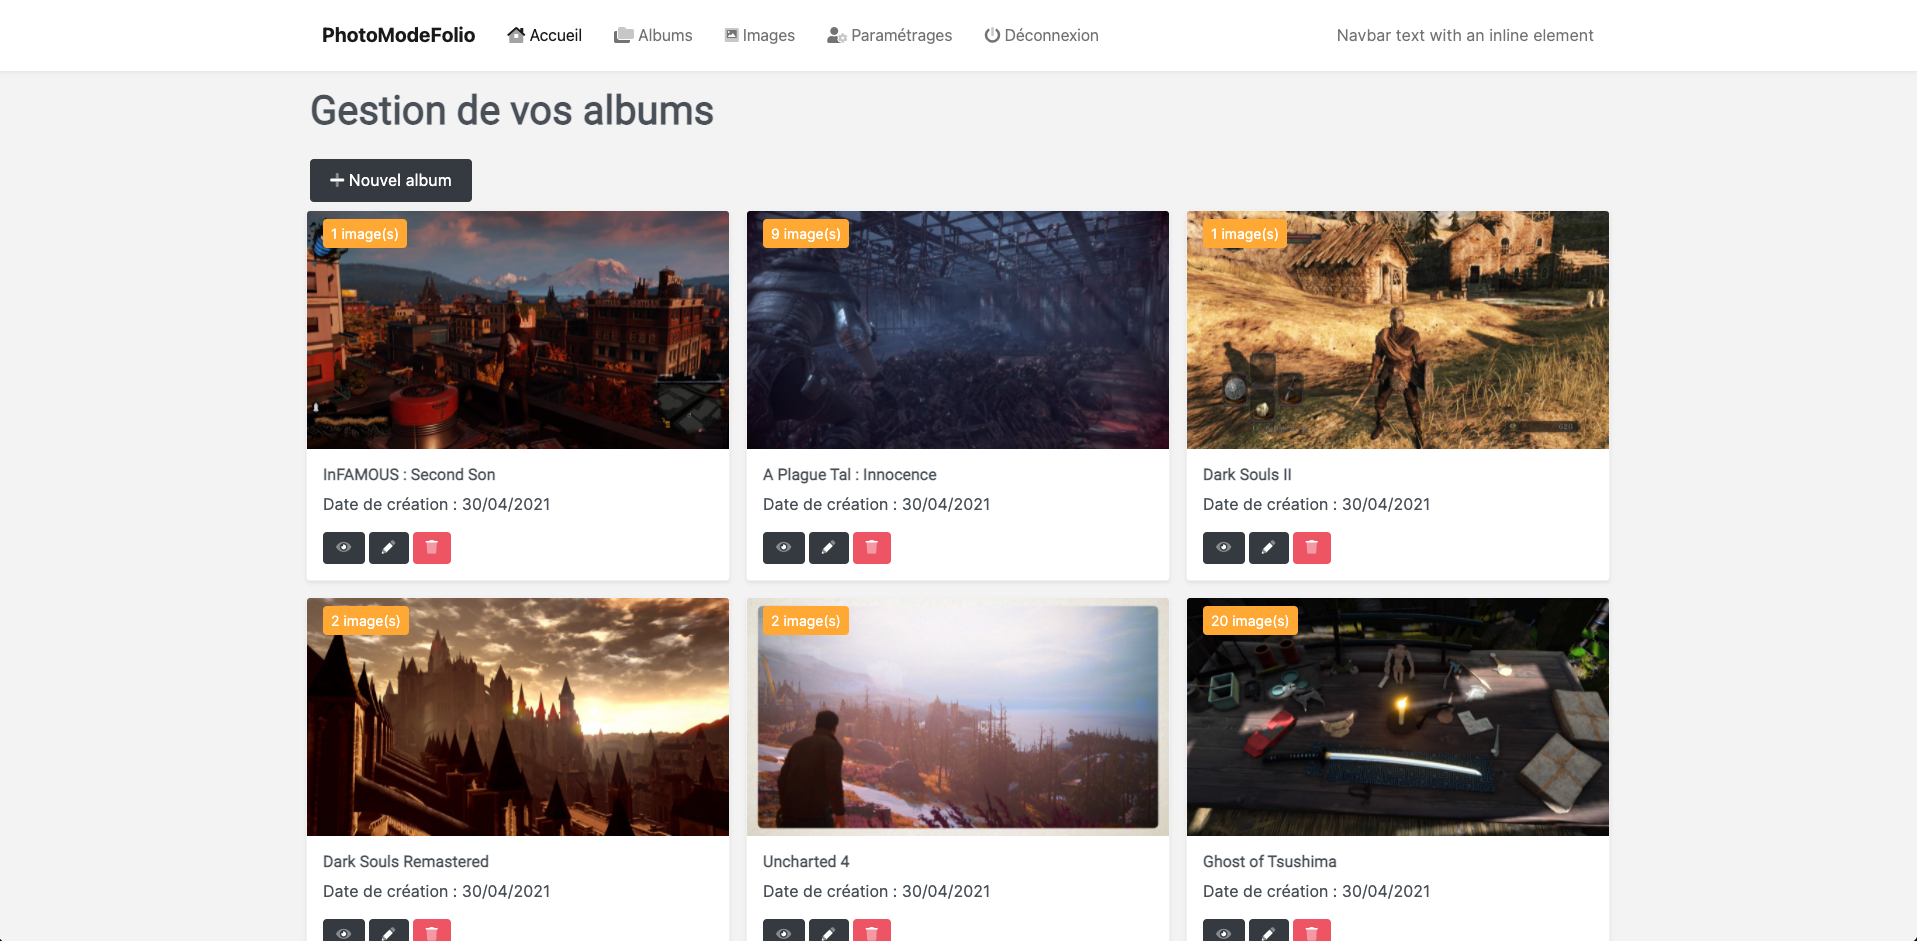 PhotoModeFolio Accueil Albums Images Paramétrages Déconnexion Navbar text with an inline element
Gestion de vos albums
Nouvel album
1 image(s)
9 image(s)
1 image(s)
620
InFAMOUS : Second Son
A Plague Tal : Innocence
Dark Souls II
Date de création : 30/04/2021
Date de création : 30/04/2021
Date de création : 30/04/2021
2 image(s)
2 image(s)
20 image(s)
Dark Souls Remastered
Uncharted 4
Ghost of Tsushima
Date de création : 30/04/2021
Date de création : 30/04/2021
Date de création : 30/04/2021